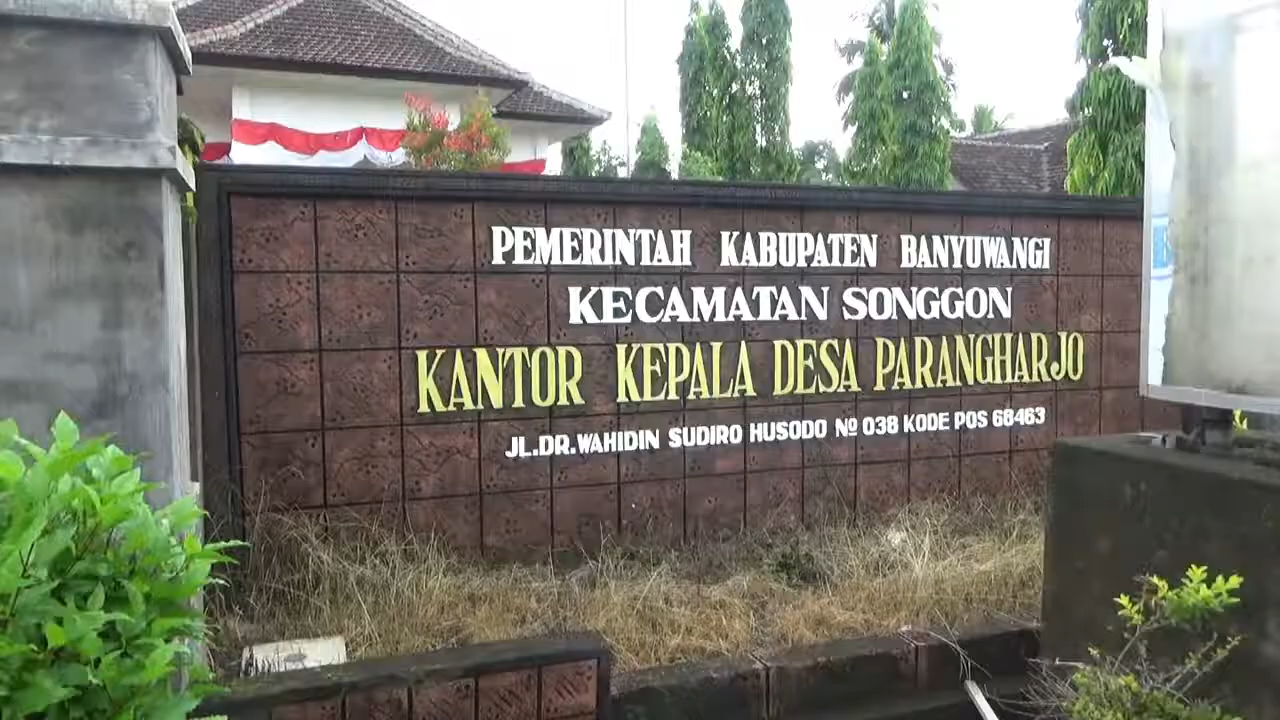 PEMERINTAH KABUPATEN BANYUWANGI
KECAMATAN SONGGON
KANTOR KEPALA DESA PARANGHARJO
JL.DR.WAHIDIN SUDIRO HUSODO Nº 038 KODE POS 68463